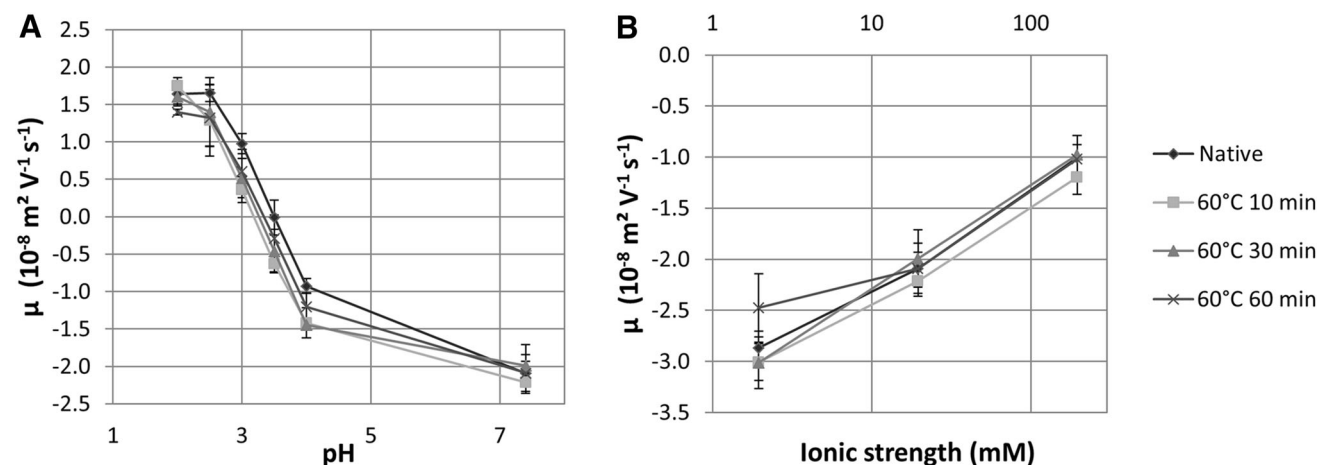 A
2.5
2.0
1.5
1.0
0.5
0.0
-0.5
-1.0
-1.5
-2.0
-2.5
μ (10⁻⁸ m² V⁻¹ s⁻¹)
1 3 5 7
pH
B
1 10 100
0.0
-0.5
-1.0
-1.5
-2.0
-2.5
-3.0
-3.5
μ (10⁻⁸ m² V⁻¹ s⁻¹)
Ionic strength (mM)
Native
60°C 10 min
60°C 30 min
60°C 60 min